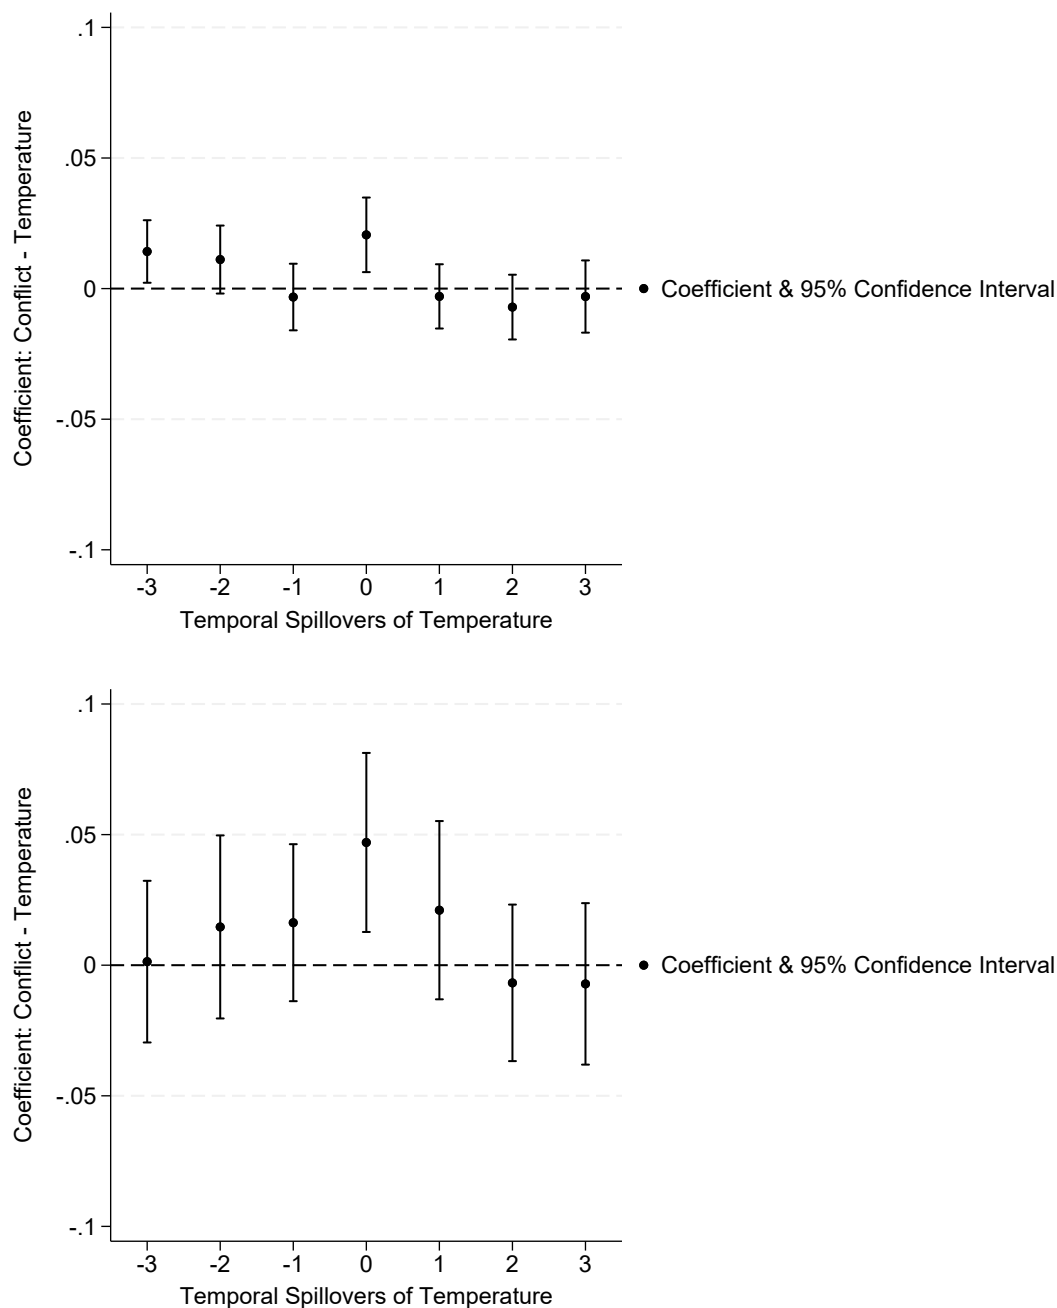 .1
.05
0
-.05
-.1
Coefficient: Conflict - Temperature
-3 -2 -1 0 1 2 3
Temporal Spillovers of Temperature
Coefficient & 95% Confidence Interval
.1
.05
0
-.05
-.1
Coefficient: Conflict - Temperature
-3 -2 -1 0 1 2 3
Temporal Spillovers of Temperature
Coefficient & 95% Confidence Interval